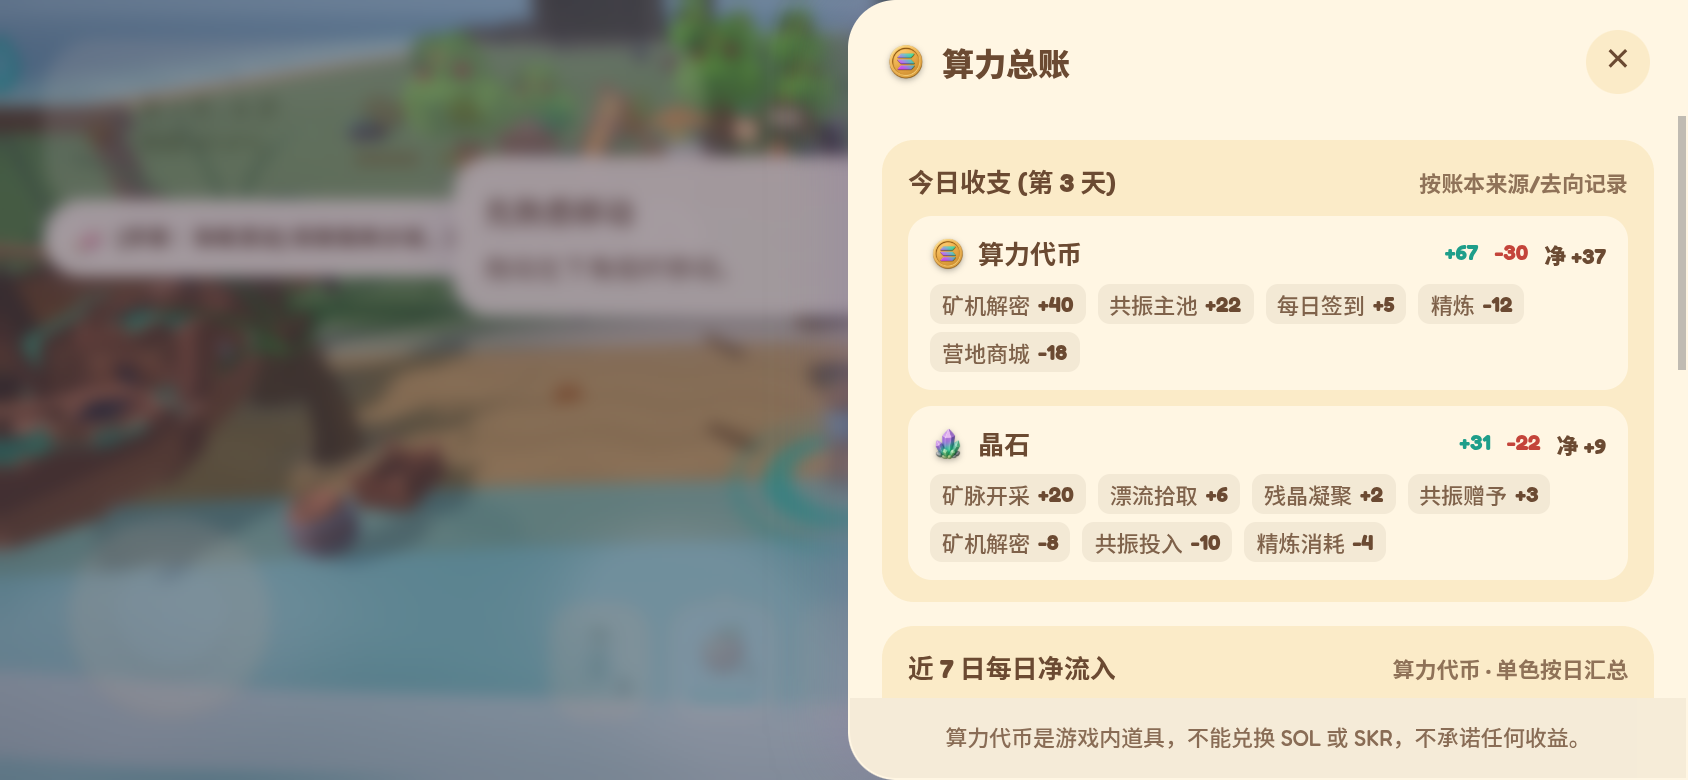 算力总账
今日收支 (第 3 天) 按账本来源/去向记录
算力代币 +67 -30 净 +37
矿机解密 +40 共振主池 +22 每日签到 +5 精炼 -12
营地商城 -18
晶石 +31 -22 净 +9
矿脉开采 +20 漂流拾取 +6 残晶凝聚 +2 共振赠予 +3
矿机解密 -8 共振投入 -10 精炼消耗 -4
近 7 日每日净流入 算力代币 · 单色按日汇总
算力代币是游戏内道具，不能兑换 SOL 或 SKR，不承诺任何收益。